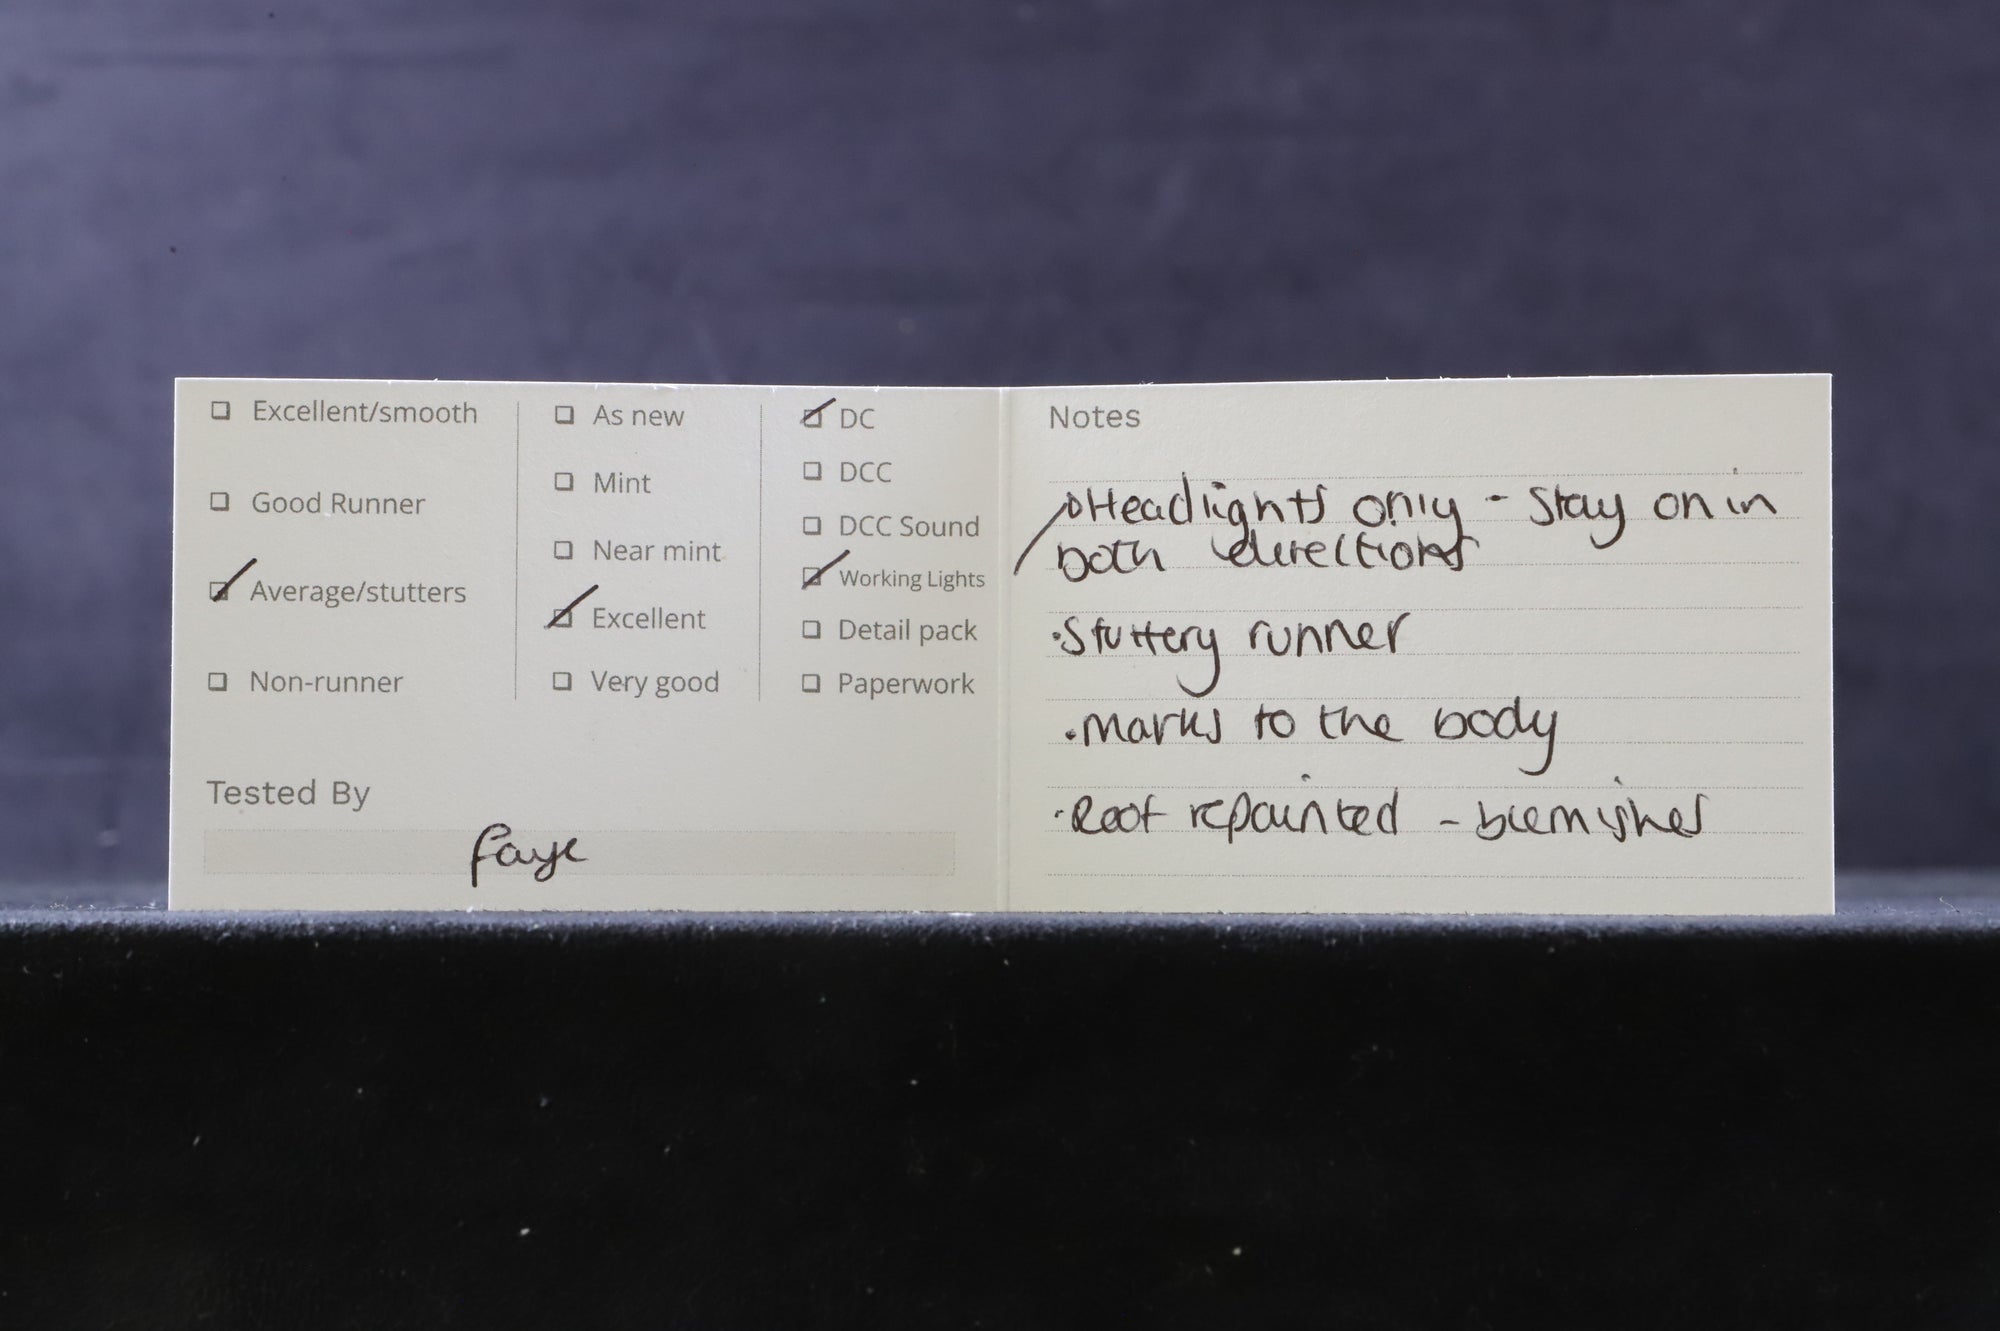 Excellent/smooth
Good Runner
Average/stutters
Non-runner
As new
Mint
Near mint
Excellent
Very good
DC
DCC
DCC Sound
Working Lights
Detail pack
Paperwork
Tested By
Faye
Notes
Headlights only - Stay on in
both directions
·Stuttery runner
·marks to the body
·Roof repainted - blemishes